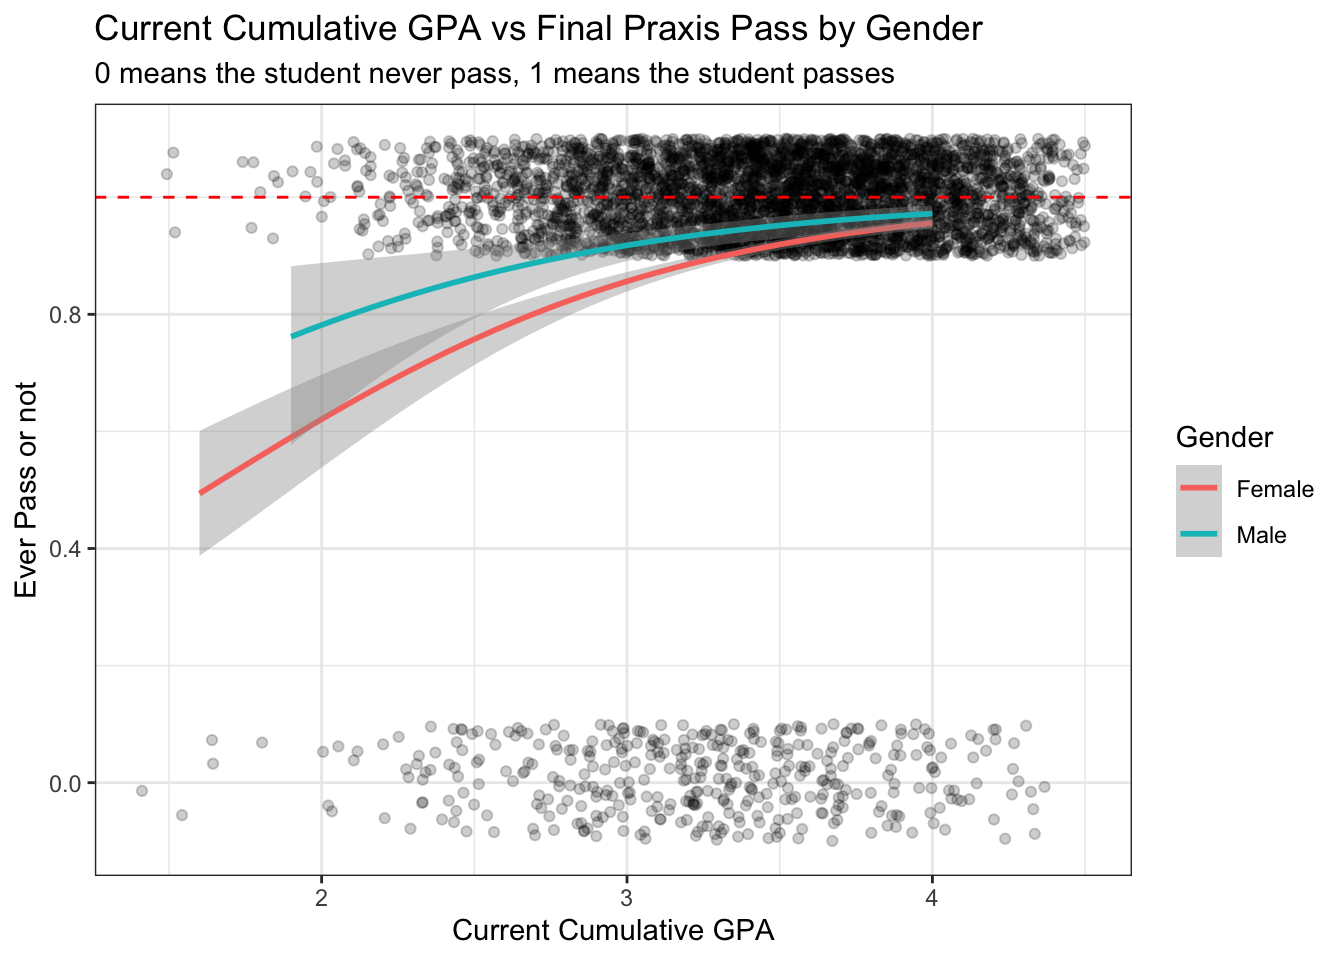 Current Cumulative GPA vs Final Praxis Pass by Gender
0 means the student never pass, 1 means the student passes
Ever Pass or not
0.8
0.4
0.0
2
3
4
Current Cumulative GPA
Gender
Female
Male